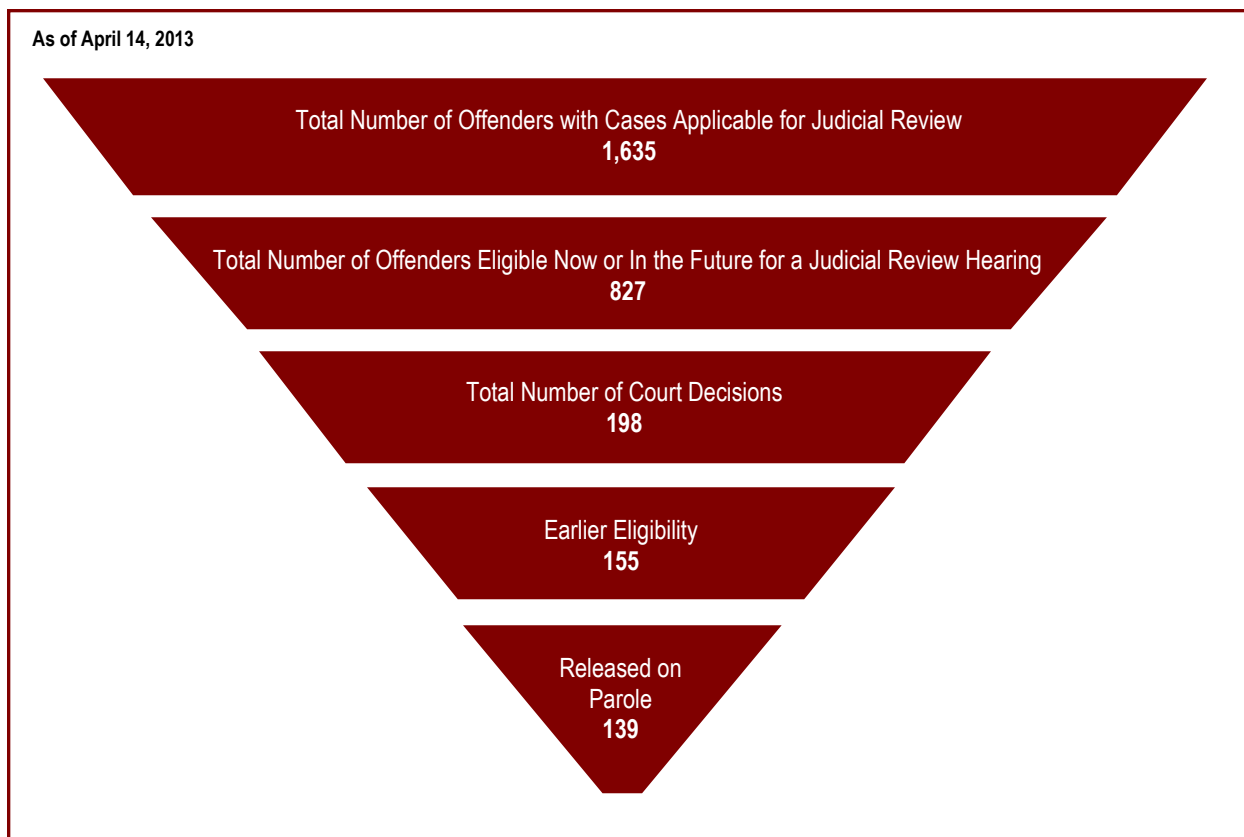 As of April 14, 2013
Total Number of Offenders with Cases Applicable for Judicial Review
1,635
Total Number of Offenders Eligible Now or In the Future for a Judicial Review Hearing
827
Total Number of Court Decisions
198
Earlier Eligibility
155
Released on
Parole
139